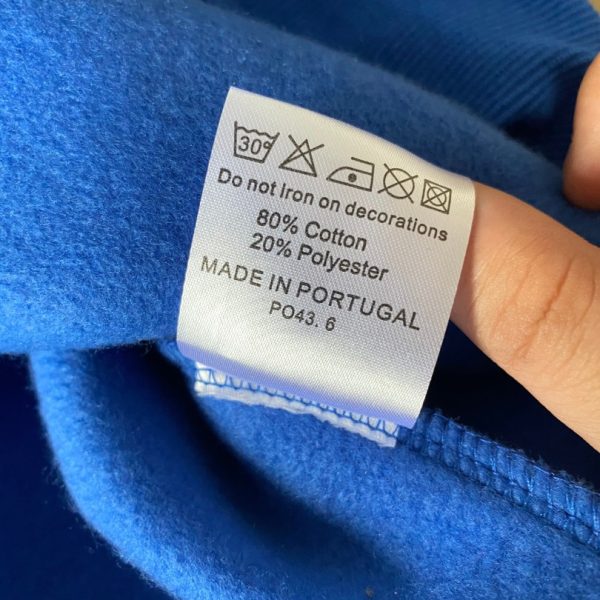 30°
Do not Iron on decorations
80% Cotton
20% Polyester
MADE IN PORTUGAL
PO43. 6